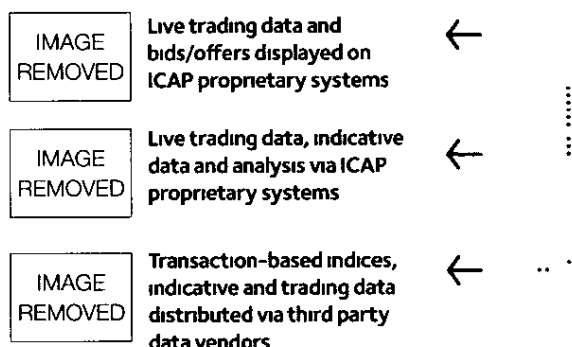 IMAGE
REMOVED
Live trading data and
bids/offers displayed on
ICAP proprietary systems
IMAGE
REMOVED
Live trading data, indicative
data and analysis via ICAP
proprietary systems
IMAGE
REMOVED
Transaction-based indices,
indicative and trading data
distributed via third party
data vendors